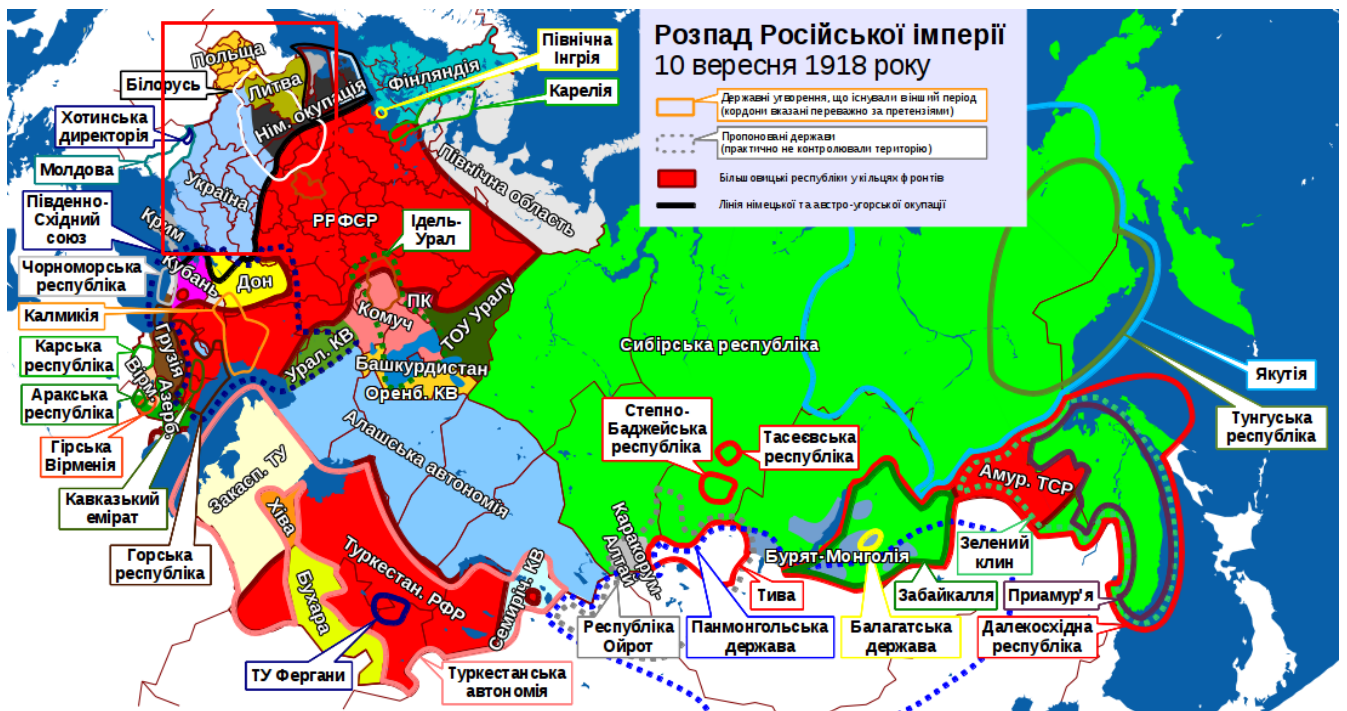 Розпад Російської імперії
10 вересня 1918 року
Державні утворення, що існували в інший період
(кордони вказані переважно за претензіями)
Пропоновані держави
(практично не контролювали територію)
Більшовицькі республіки у кільцях фронтів
Лінія німецької та австро-угорської окупації
Польща
Литва
Білорусь
Нім. окупація
Фінляндія
Північна
Інгрія
Карелія
Хотинська
директорія
Молдова
Україна
Північна область
Південно-
Східний
союз
Крим
РРФСР
Ідель-
Урал
Чорноморська
республіка
Кубань
Дон
Калмикія
ПК
Комуч
ТОУ Уралу
Грузія
Карська
республіка
Вірм.
Азерб.
Урал. КВ
Башкурдистан
Оренб. КВ
Сибірська республіка
Якутія
Аракська
республіка
Гірська
Вірменія
Алашська автономія
Степно-
Баджейська
республіка
Тасеєвська
республіка
Тунгуська
республіка
Закасп. ТУ
Кавказький
емірат
Хіва
Амур. ТСР
Горська
республіка
Туркестан. РФР
Каракорум-
Алтай
Бурят-Монголія
Зелений
клин
Бухара
Семиріч. КВ
Тива
Забайкалля
Приамур'я
Республіка
Ойрот
Панмонгольська
держава
Балагатська
держава
Далекосхідна
республіка
ТУ Фергани
Туркестанська
автономія